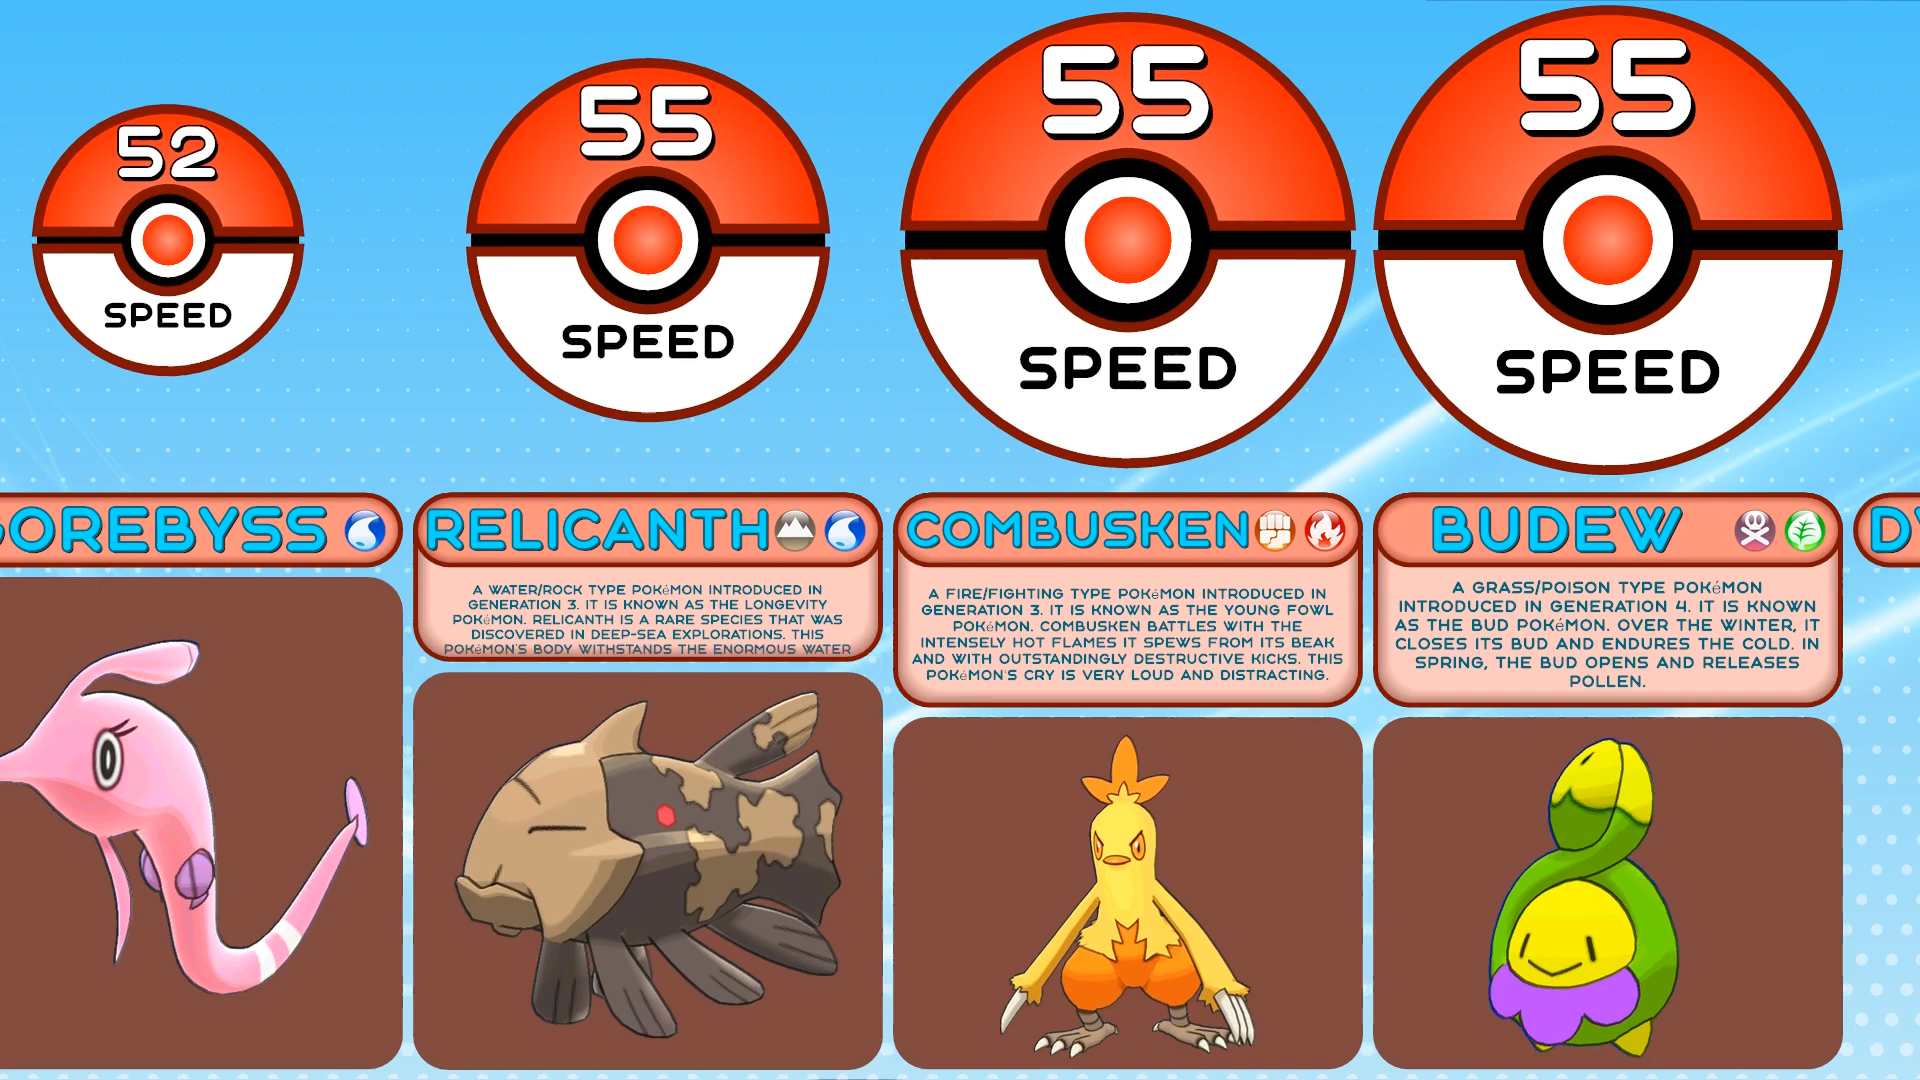 52
SPEED
55
SPEED
55
SPEED
55
SPEED
OREBYSS
RELICANTH
A WATER/ROCK TYPE POKéMON INTRODUCED IN
GENERATION 3. IT IS KNOWN AS THE LONGEVITY
POKéMON. RELICANTH IS A RARE SPECIES THAT WAS
DISCOVERED IN DEEP-SEA EXPLORATIONS. THIS
POKéMON'S BODY WITHSTANDS THE ENORMOUS WATER
COMBUSKEN
A FIRE/FIGHTING TYPE POKéMON INTRODUCED IN
GENERATION 3. IT IS KNOWN AS THE YOUNG FOWL
POKéMON. COMBUSKEN BATTLES WITH THE
INTENSELY HOT FLAMES IT SPEWS FROM ITS BEAK
AND WITH OUTSTANDINGLY DESTRUCTIVE KICKS. THIS
POKéMON'S CRY IS VERY LOUD AND DISTRACTING.
BUDEW
A GRASS/POISON TYPE POKéMON
INTRODUCED IN GENERATION 4. IT IS KNOWN
AS THE BUD POKéMON. OVER THE WINTER, IT
CLOSES ITS BUD AND ENDURES THE COLD. IN
SPRING, THE BUD OPENS AND RELEASES
POLLEN.